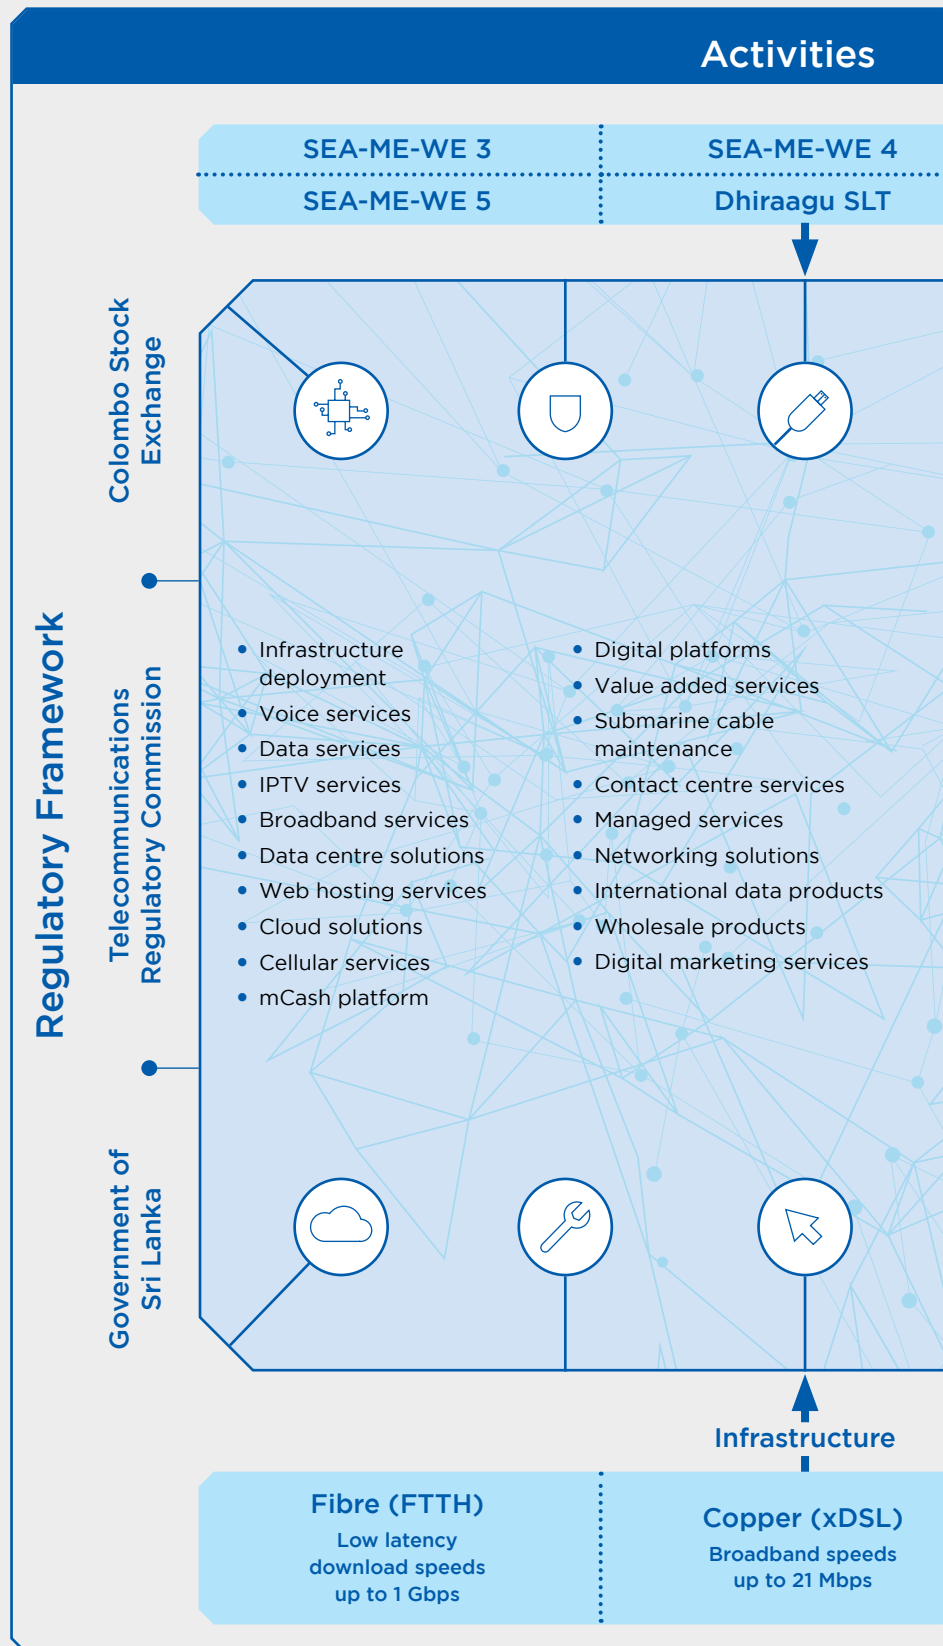 Activities
SEA-ME-WE 3
SEA-ME-WE 4
SEA-ME-WE 5
Dhiraagu SLT
Regulatory Framework
Colombo Stock
Exchange
Telecommunications
Regulatory Commission
Government of
Sri Lanka
• Infrastructure
deployment
• Voice services
• Data services
• IPTV services
• Broadband services
• Data centre solutions
• Web hosting services
• Cloud solutions
• Cellular services
• mCash platform
• Digital platforms
• Value added services
• Submarine cable
maintenance
• Contact centre services
• Managed services
• Networking solutions
• International data products
• Wholesale products
• Digital marketing services
Infrastructure
Fibre (FTTH)
Low latency
download speeds
up to 1 Gbps
Copper (xDSL)
Broadband speeds
up to 21 Mbps